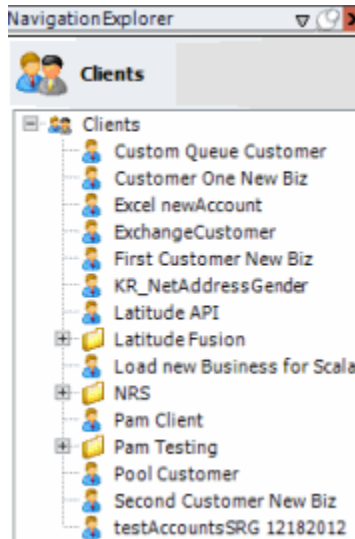 NavigationExplorer
Clients
Clients
Custom Queue Customer
Customer One New Biz
Excel newAccount
ExchangeCustomer
First Customer New Biz
KR_NetAddressGender
Latitude API
Latitude Fusion
Load new Business for Scala
NRS
Pam Client
Pam Testing
Pool Customer
Second Customer New Biz
testAccountsSRG 12182012